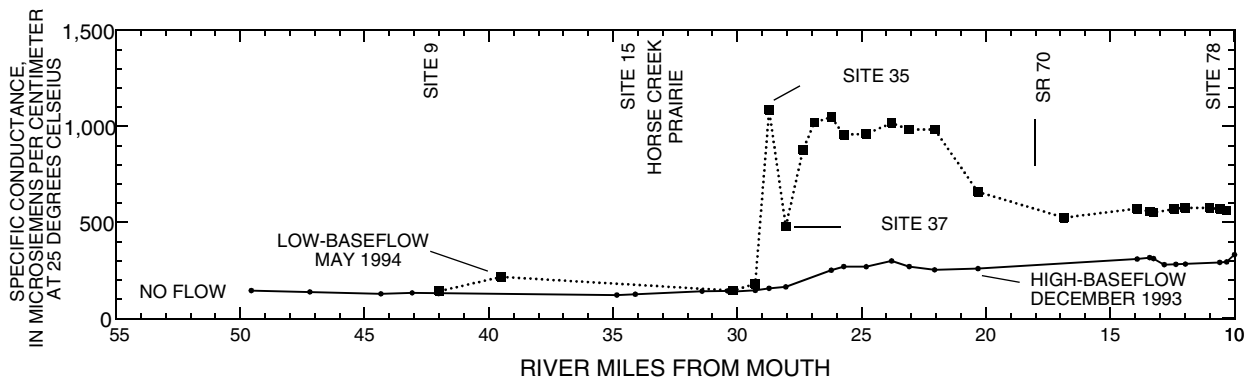 SPECIFIC CONDUCTANCE,
IN MICROSIEMENS PER CENTIMETER
AT 25 DEGREES CELSEIUS
1,500
1,000
500
0
SITE 9
SITE 15
HORSE CREEK
PRAIRIE
SITE 35
SR 70
SITE 78
SITE 37
LOW-BASEFLOW
MAY 1994
NO FLOW
HIGH-BASEFLOW
DECEMBER 1993
55 50 45 40 35 30 25 20 15 10
RIVER MILES FROM MOUTH